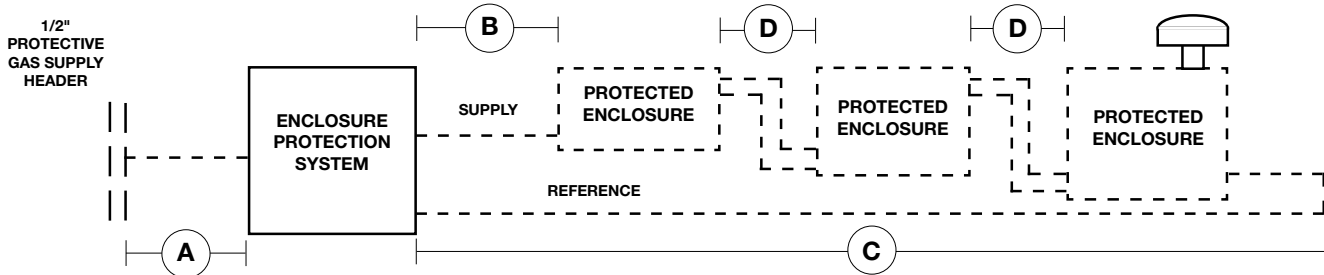 1/2"
PROTECTIVE
GAS SUPPLY
HEADER
ENCLOSURE
PROTECTION
SYSTEM
B
SUPPLY
PROTECTED
ENCLOSURE
D
PROTECTED
ENCLOSURE
D
PROTECTED
ENCLOSURE
REFERENCE
A
C